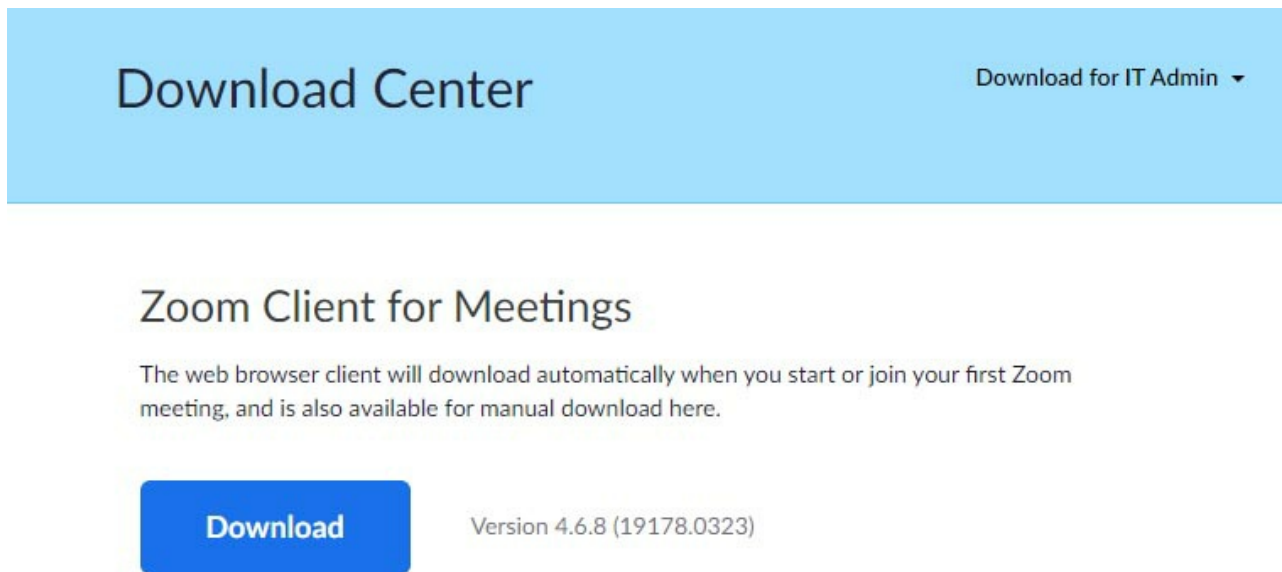 Download Center
Download for IT Admin
Zoom Client for Meetings
The web browser client will download automatically when you start or join your first Zoom
meeting, and is also available for manual download here.
Download
Version 4.6.8 (19178.0323)